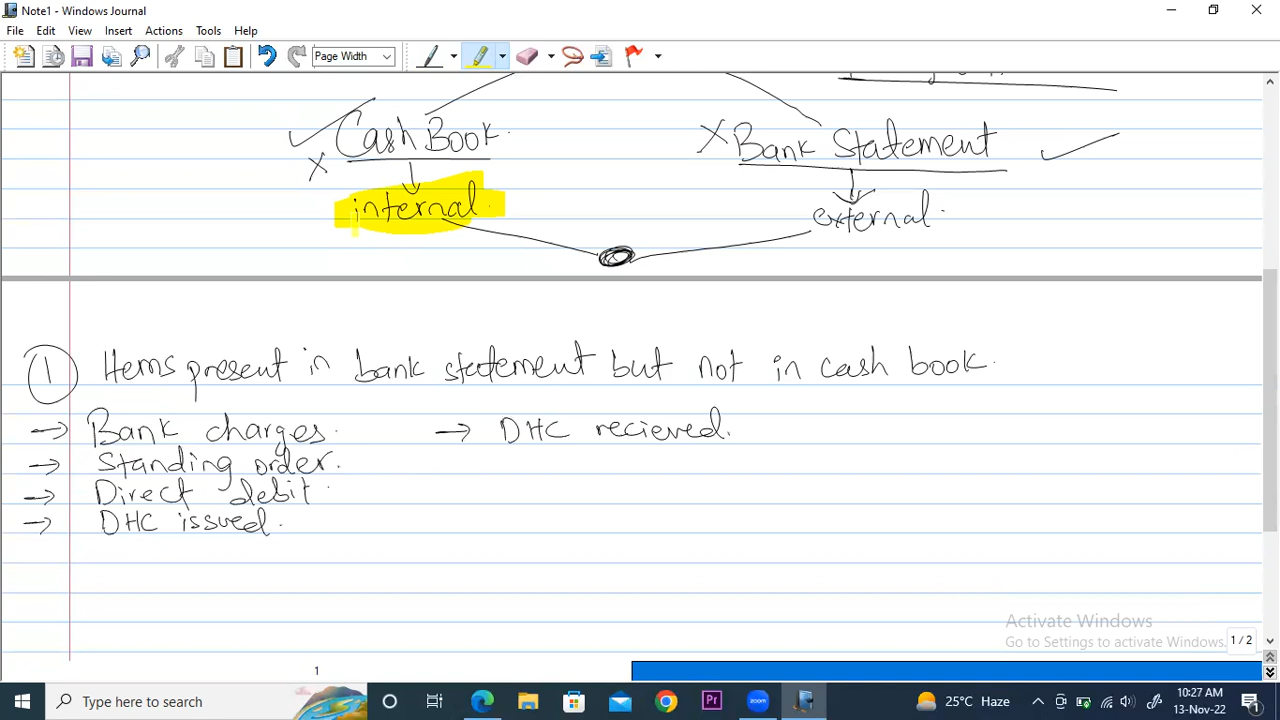 Note1 - Windows Journal
File Edit View Insert Actions Tools Help
Page Width
Cash Book.
X Bank Statement
X
internal.
external.
1 Items present in bank statement but not in cash book.
→ Bank charges. → DHC recieved.
→ Standing order.
→ Direct debit.
→ DHC issued.
Activate Windows
Go to Settings to activate Windows.
1 / 2
1
Type here to search
Pr
zoom
25°C Haze
10:27 AM
13-Nov-22
1